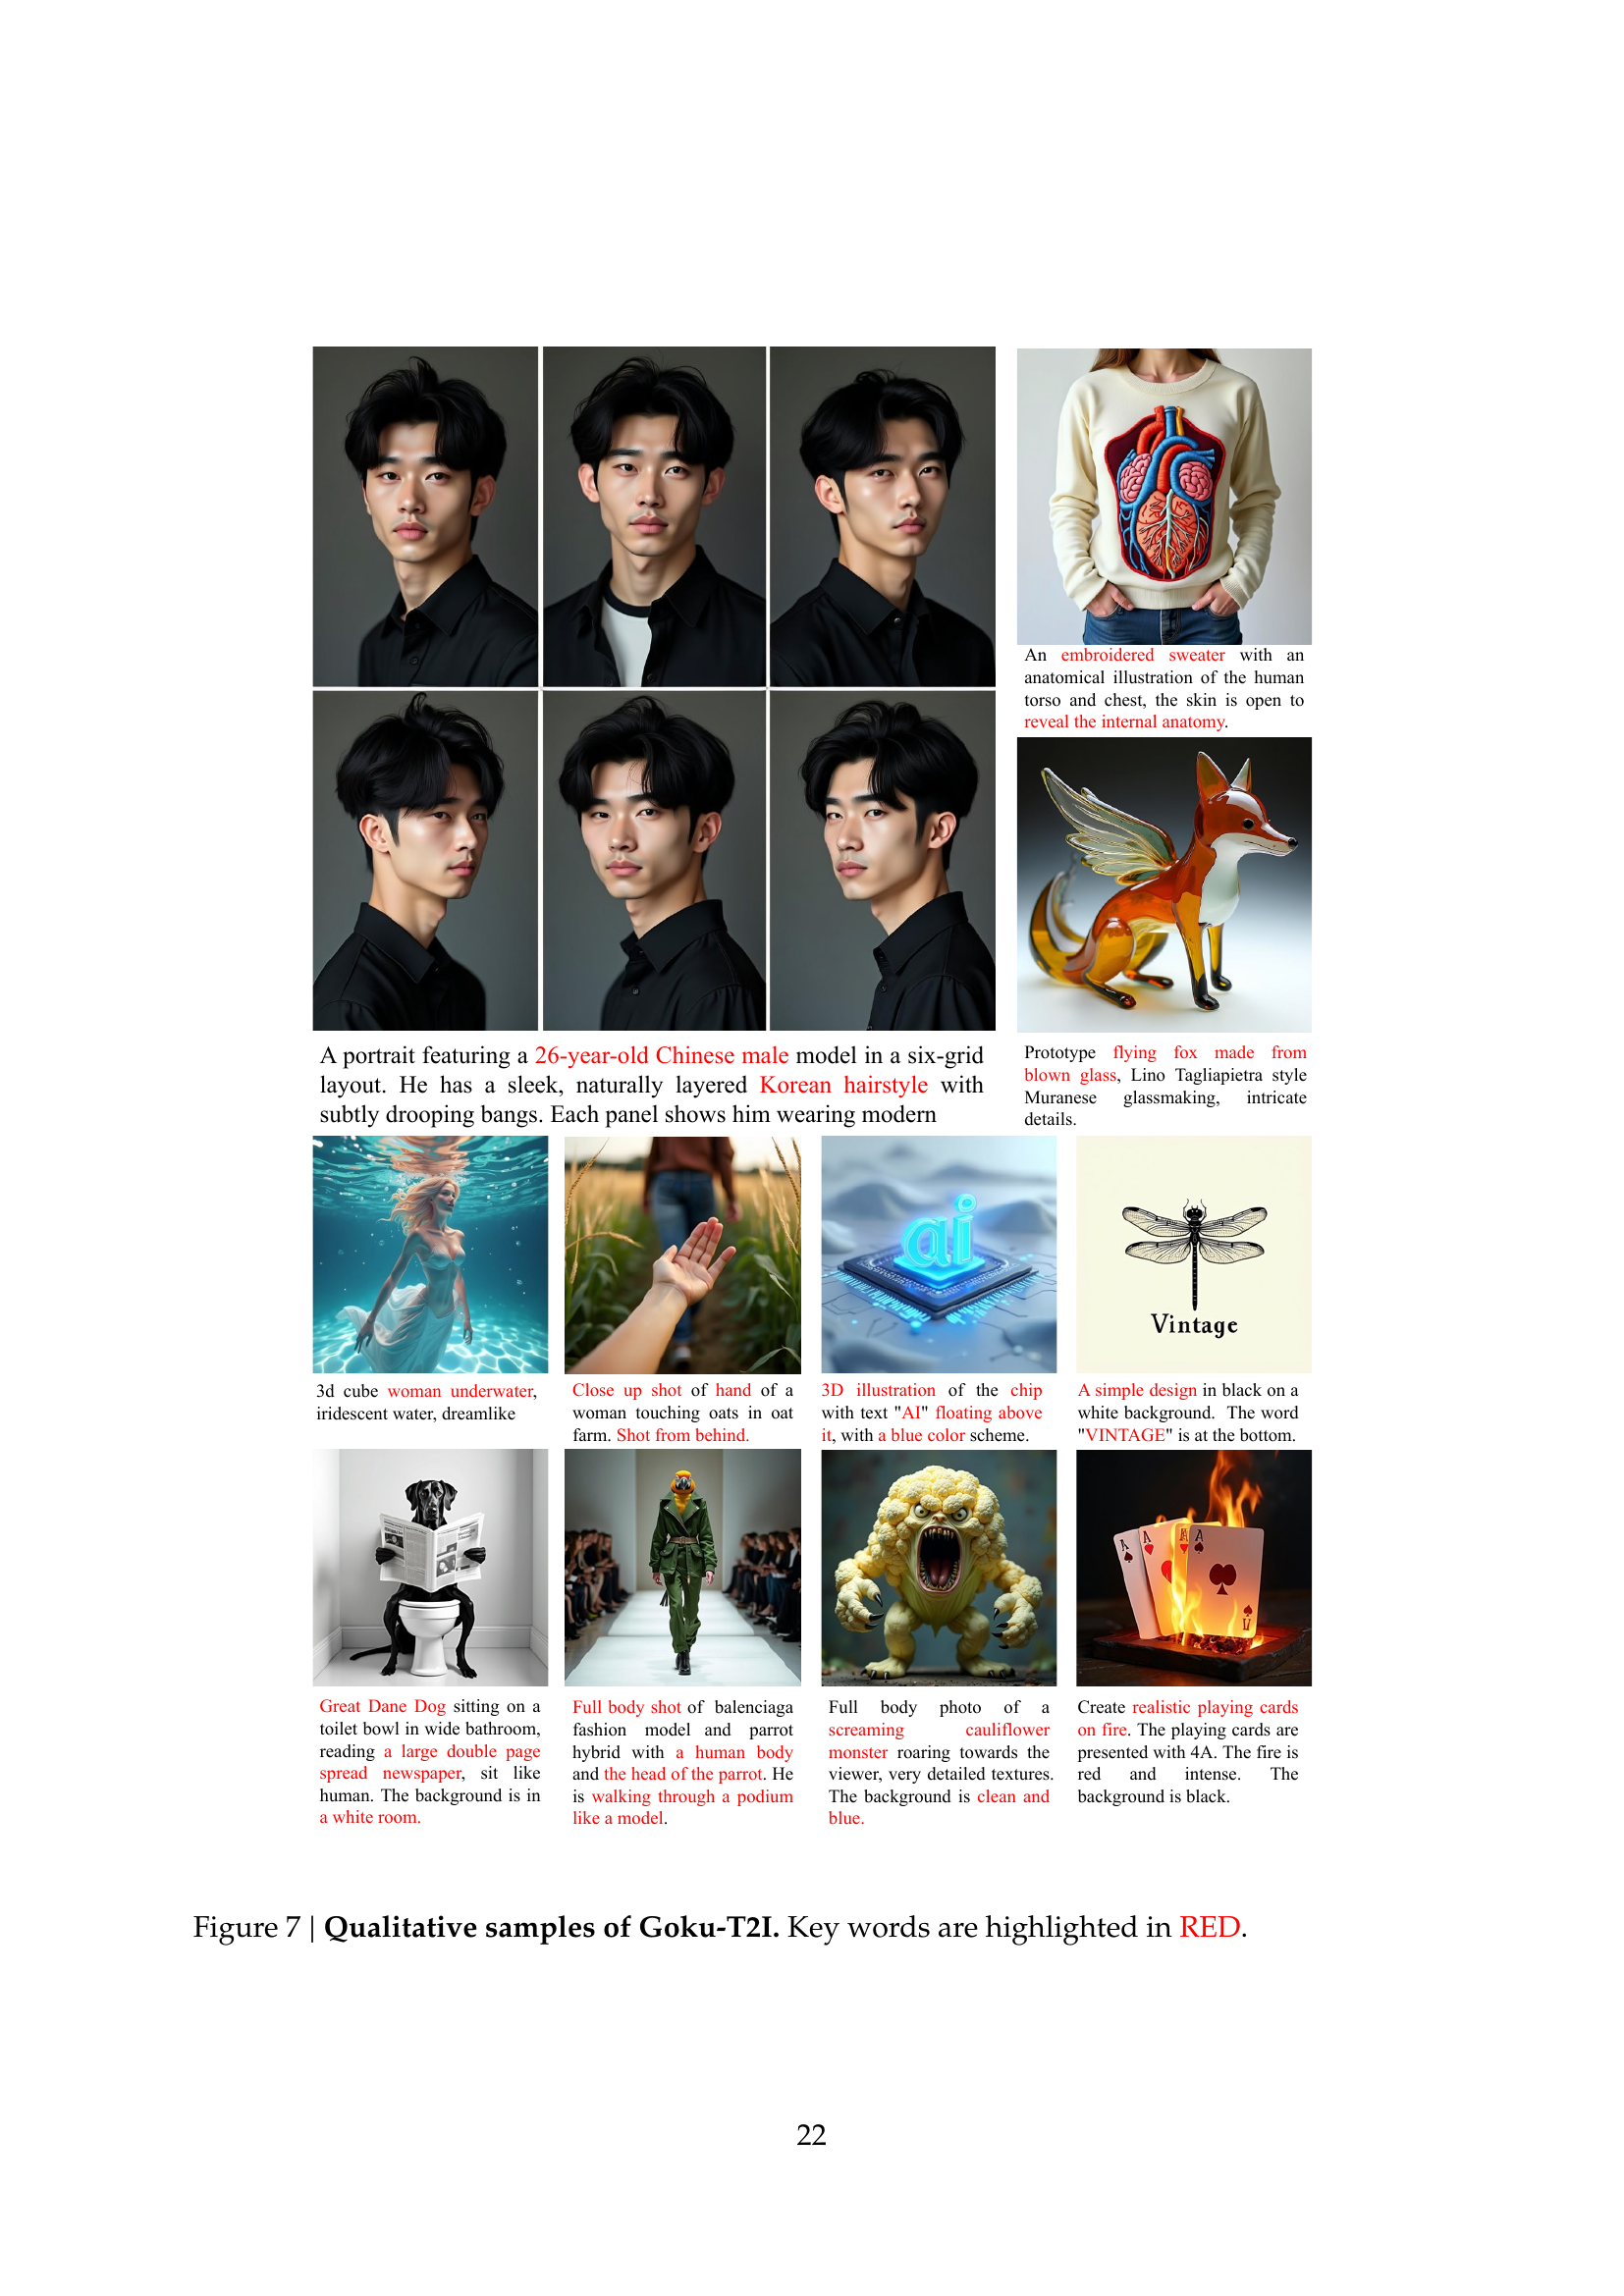 An embroidered sweater with an
anatomical illustration of the human
torso and chest, the skin is open to
reveal the internal anatomy.
A portrait featuring a 26-year-old Chinese male model in a six-grid
layout. He has a sleek, naturally layered Korean hairstyle with
subtly drooping bangs. Each panel shows him wearing modern
Prototype flying fox made from
blown glass, Lino Tagliapietra style
Muranese glassmaking, intricate
details.
ai
Vintage
3d cube woman underwater,
iridescent water, dreamlike
Close up shot of hand of a
woman touching oats in oat
farm. Shot from behind.
3D illustration of the chip
with text "AI" floating above
it, with a blue color scheme.
A simple design in black on a
white background. The word
"VINTAGE" is at the bottom.
A
A
A
A
Great Dane Dog sitting on a
toilet bowl in wide bathroom,
reading a large double page
spread newspaper, sit like
human. The background is in
a white room.
Full body shot of balenciaga
fashion model and parrot
hybrid with a human body
and the head of the parrot. He
is walking through a podium
like a model.
Full body photo of a
screaming cauliflower
monster roaring towards the
viewer, very detailed textures.
The background is clean and
blue.
Create realistic playing cards
on fire. The playing cards are
presented with 4A. The fire is
red and intense. The
background is black.
Figure 7 | Qualitative samples of Goku-T2I. Key words are highlighted in RED.
22